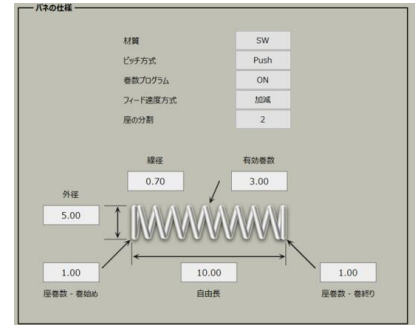 バネの仕様
材質 SW
ピッチ方式 Push
巻数プログラム ON
フィード速度方式 加減
座の分割 2
線径 有効巻数
0.70 3.00
外径
5.00
1.00 10.00 1.00
座巻数・巻始め 自由長 座巻数・巻終り